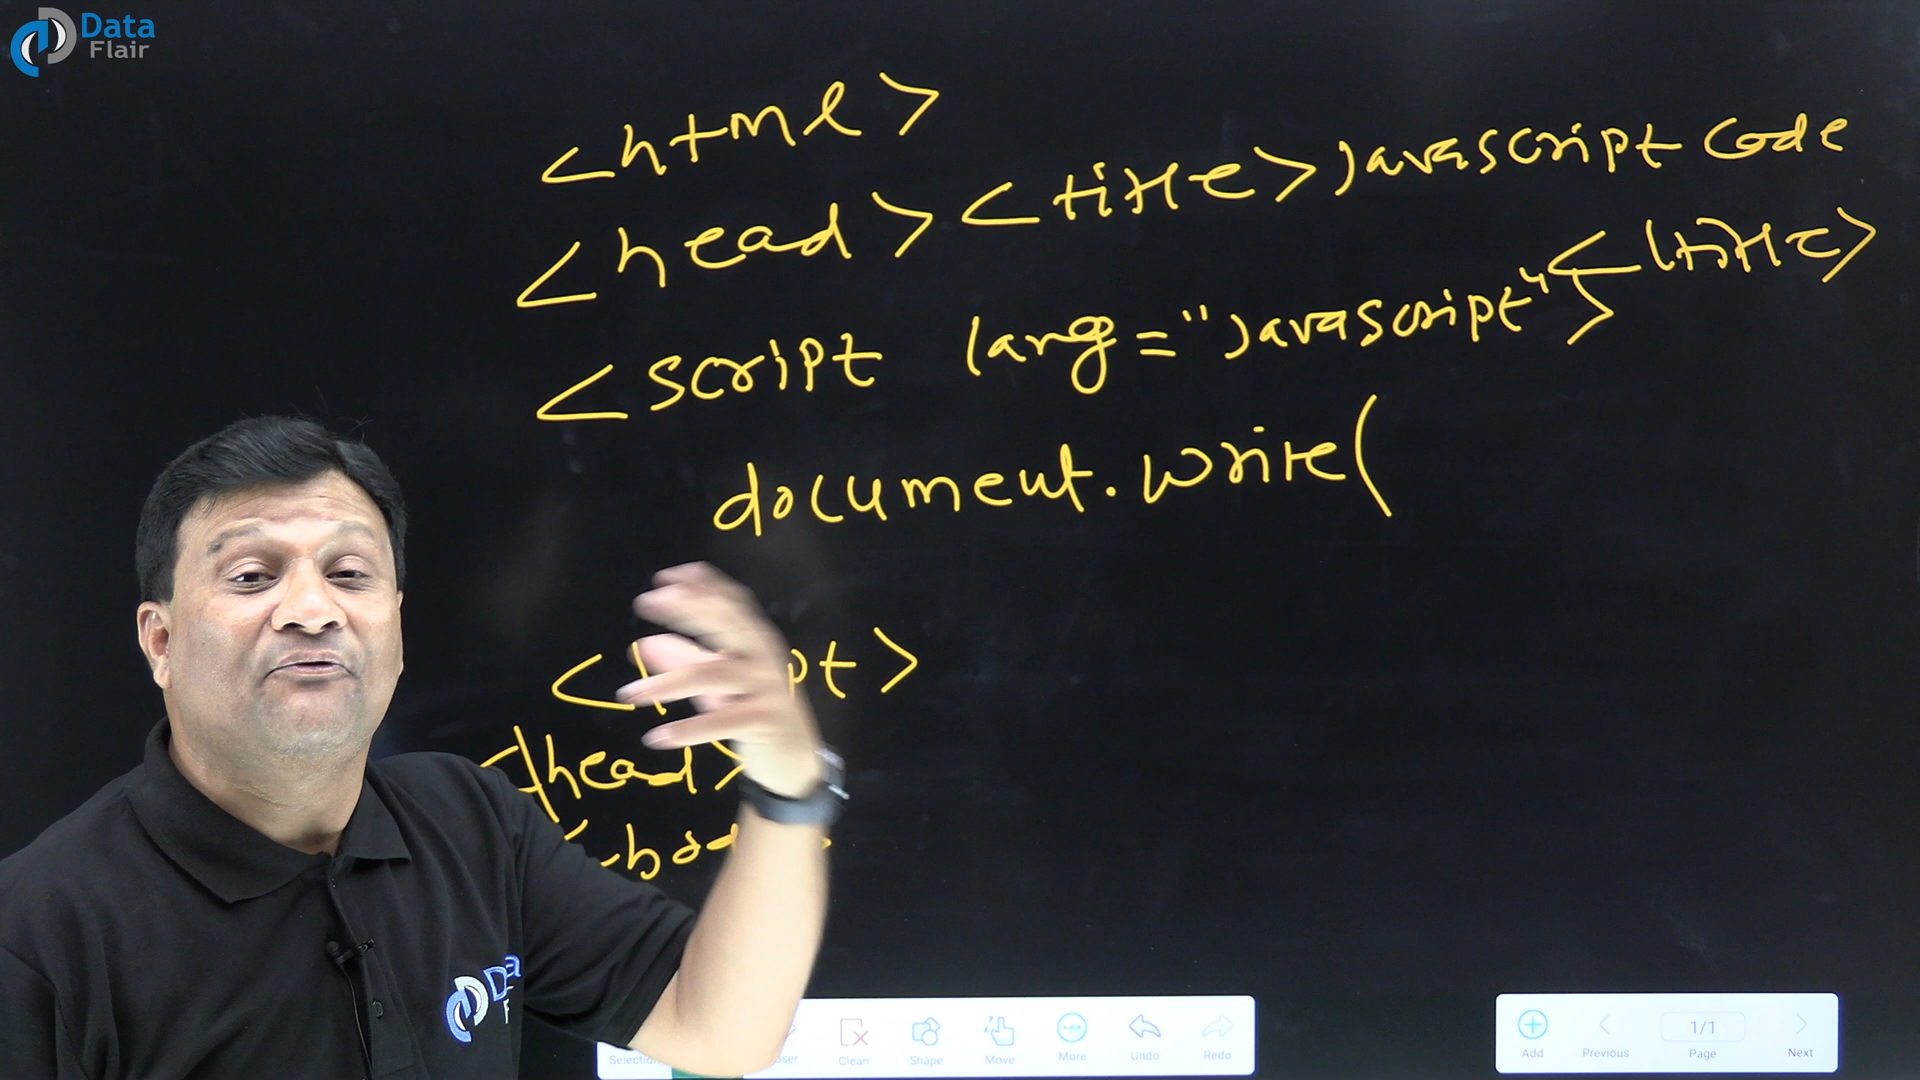 Data
Flair
<html>
<head><title>Javascript Code
</title>
<script lang="Javascript">
document.write(
</head>
Clean
Shape
Move
More
Undo
Redo
Add
Previous
1/1
Page
Next